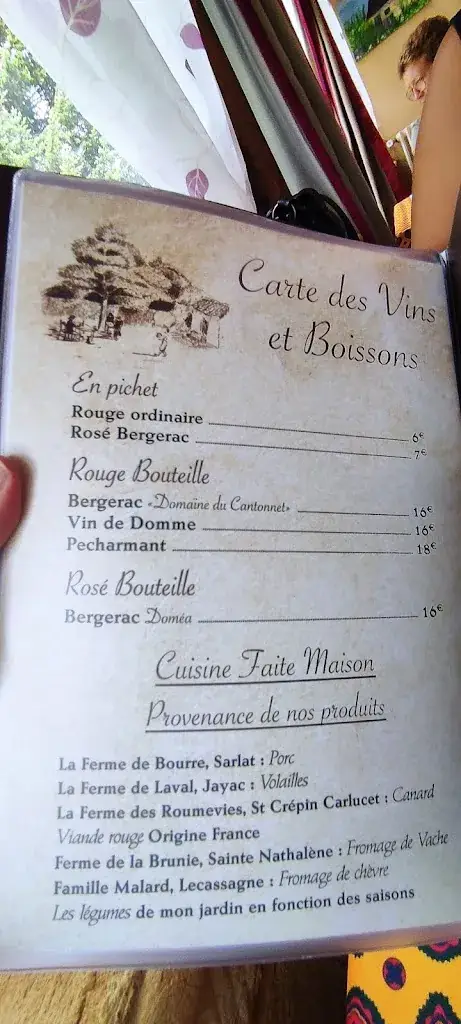 Carte des Vins
et Boissons
En pichet
Rouge ordinaire 6€
Rosé Bergerac 7€
Rouge Bouteille
Bergerac «Domaine du Cantonnet» 16€
Vin de Domme 16€
Pecharmant 18€
Rosé Bouteille
Bergerac Doméa 16€
Cuisine Faite Maison
Provenance de nos produits
La Ferme de Bourre, Sarlat : Porc
La Ferme de Laval, Jayac : Volailles
La Ferme des Roumevies, St Crépin Carlucet : Canard
Viande rouge Origine France
Ferme de la Brunie, Sainte Nathalène : Fromage de Vache
Famille Malard, Lecassagne : Fromage de chèvre
Les légumes de mon jardin en fonction des saisons